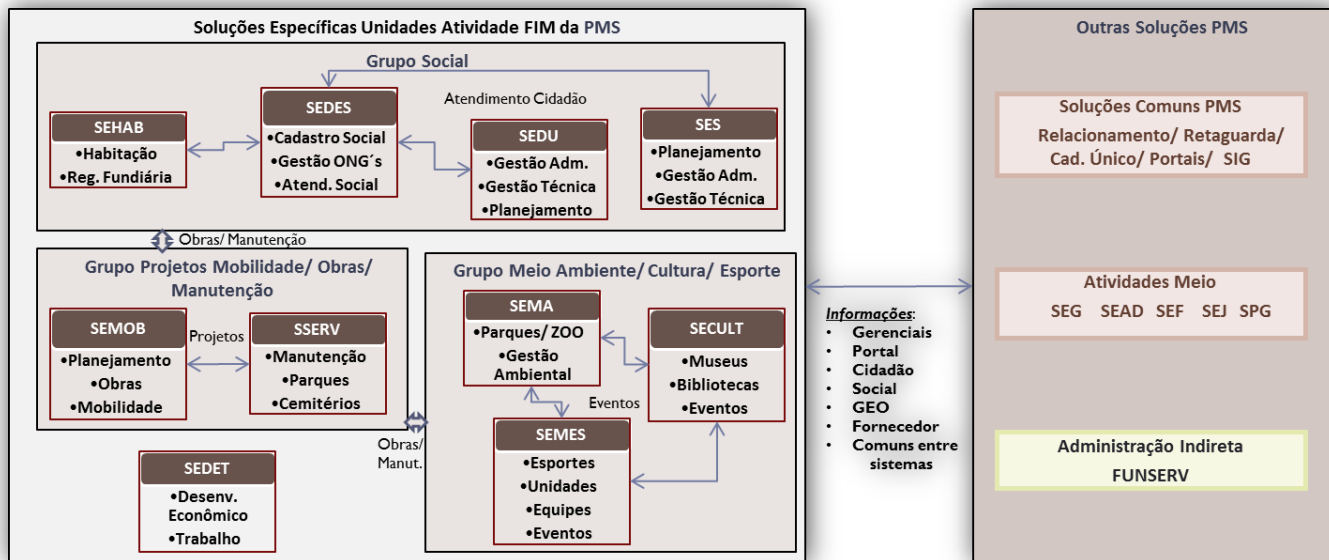 Soluções Específicas Unidades Atividade FIM da PMS
Grupo Social
Atendimento Cidadão
SEHAB
•Habitação
•Reg. Fundiária
SEDES
•Cadastro Social
•Gestão ONG´s
•Atend. Social
SEDU
•Gestão Adm.
•Gestão Técnica
•Planejamento
SES
•Planejamento
•Gestão Adm.
•Gestão Técnica
Obras/ Manutenção
Grupo Projetos Mobilidade/ Obras/
Manutenção
SEMOB
•Planejamento
•Obras
•Mobilidade
Projetos
SSERV
•Manutenção
•Parques
•Cemitérios
Obras/
Manut.
SEDET
•Desenv.
Econômico
•Trabalho
Grupo Meio Ambiente/ Cultura/ Esporte
SEMA
•Parques/ ZOO
•Gestão
Ambiental
SECULT
•Museus
•Bibliotecas
•Eventos
Eventos
SEMES
•Esportes
•Unidades
•Equipes
•Eventos
Informações:
• Gerenciais
• Portal
• Cidadão
• Social
• GEO
• Fornecedor
• Comuns entre
sistemas
Outras Soluções PMS
Soluções Comuns PMS
Relacionamento/ Retaguarda/
Cad. Único/ Portais/ SIG
Atividades Meio
SEG SEAD SEF SEJ SPG
Administração Indireta
FUNSERV